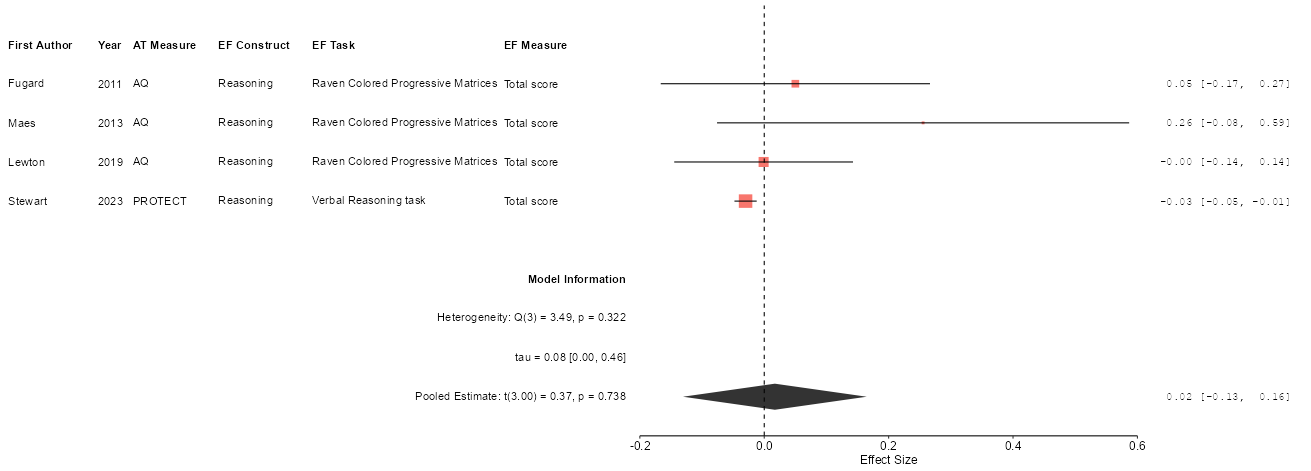 First Author Year AT Measure EF Construct EF Task EF Measure
Fugard 2011 AQ Reasoning Raven Colored Progressive Matrices Total score 0.05 [-0.17, 0.27]
Maes 2013 AQ Reasoning Raven Colored Progressive Matrices Total score 0.26 [-0.08, 0.59]
Lewton 2019 AQ Reasoning Raven Colored Progressive Matrices Total score -0.00 [-0.14, 0.14]
Stewart 2023 PROTECT Reasoning Verbal Reasoning task Total score -0.03 [-0.05, -0.01]
Model Information
Heterogeneity: Q(3) = 3.49, p = 0.322
tau = 0.08 [0.00, 0.46]
Pooled Estimate: t(3.00) = 0.37, p = 0.738 0.02 [-0.13, 0.16]
-0.2 0.0 0.2 0.4 0.6
Effect Size